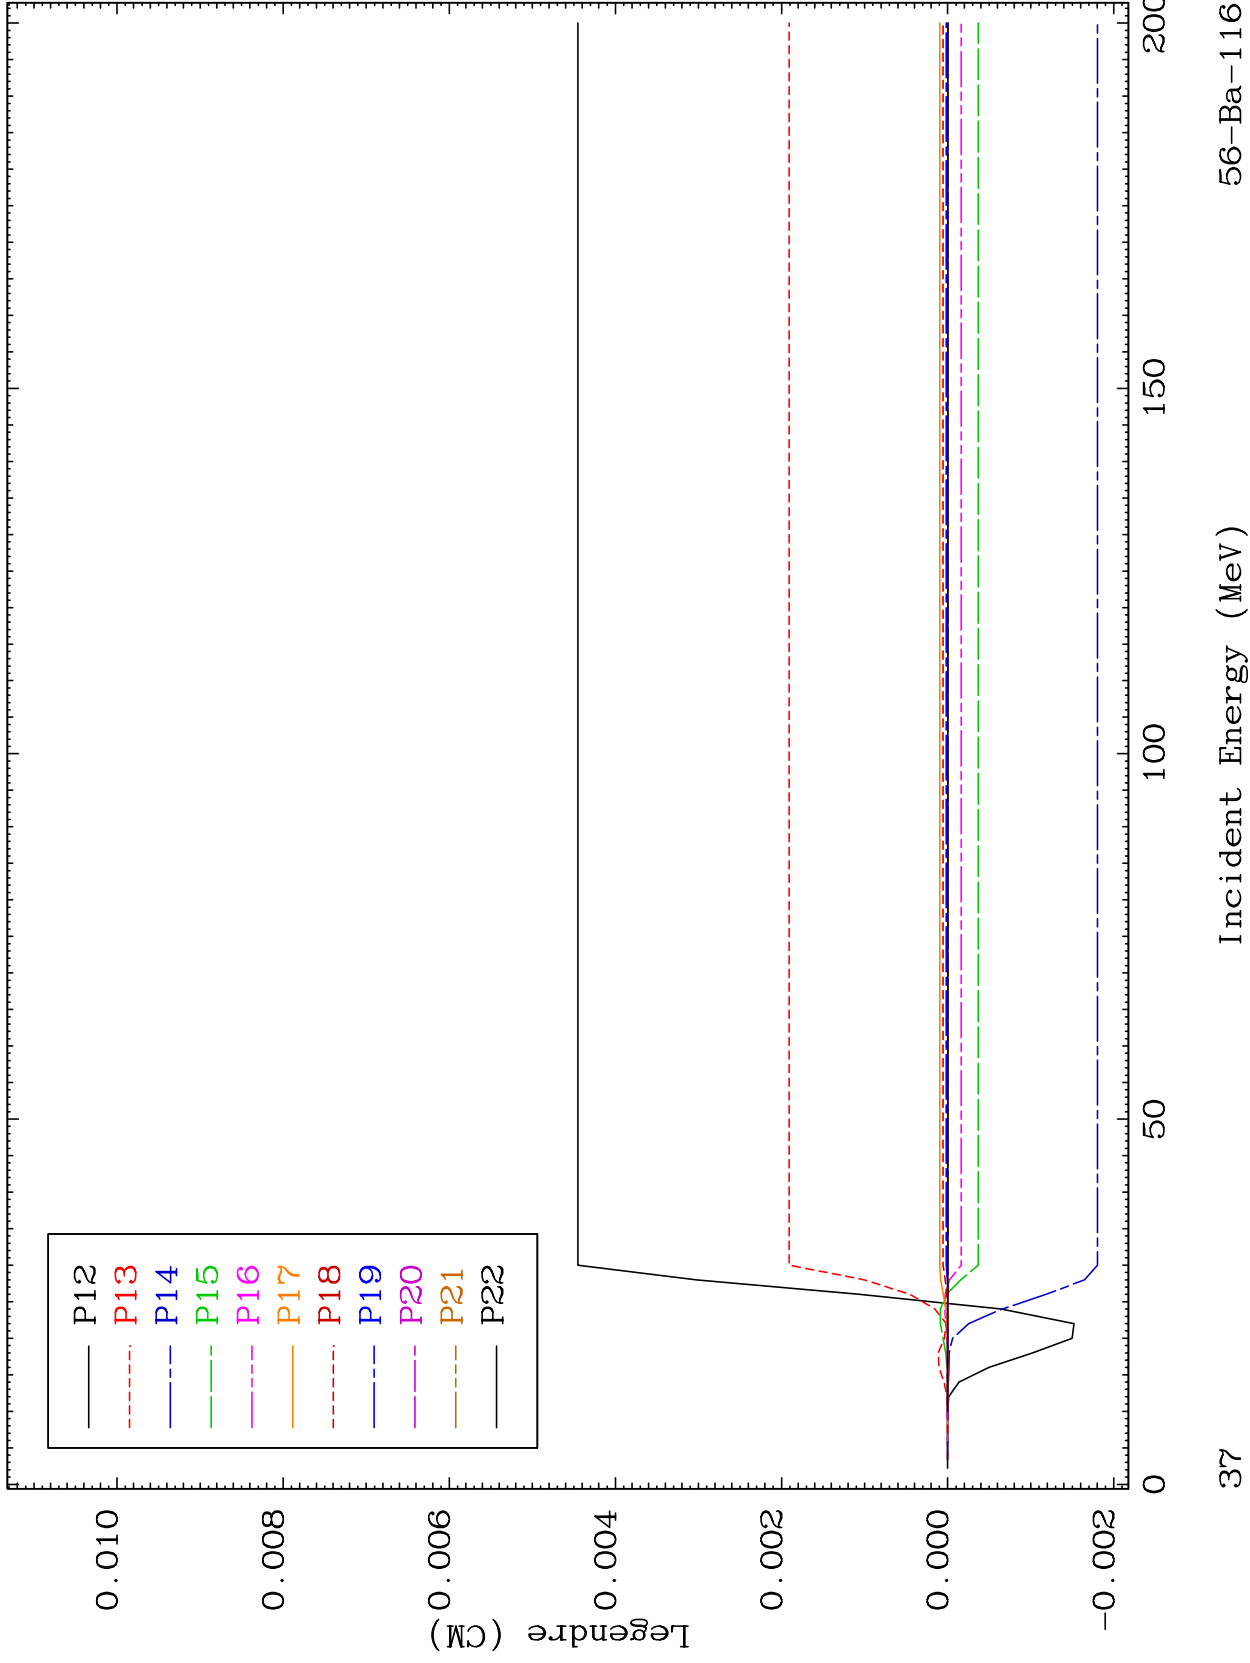 P12
P13
P14
P15
P16
P17
P18
P19
P20
P21
P22
0.010
0.008
0.006
0.004
0.002
0.000
-0.002
Legendre (CM)
0
50
100
150
200
Incident Energy (MeV)
37
56-Ba-116